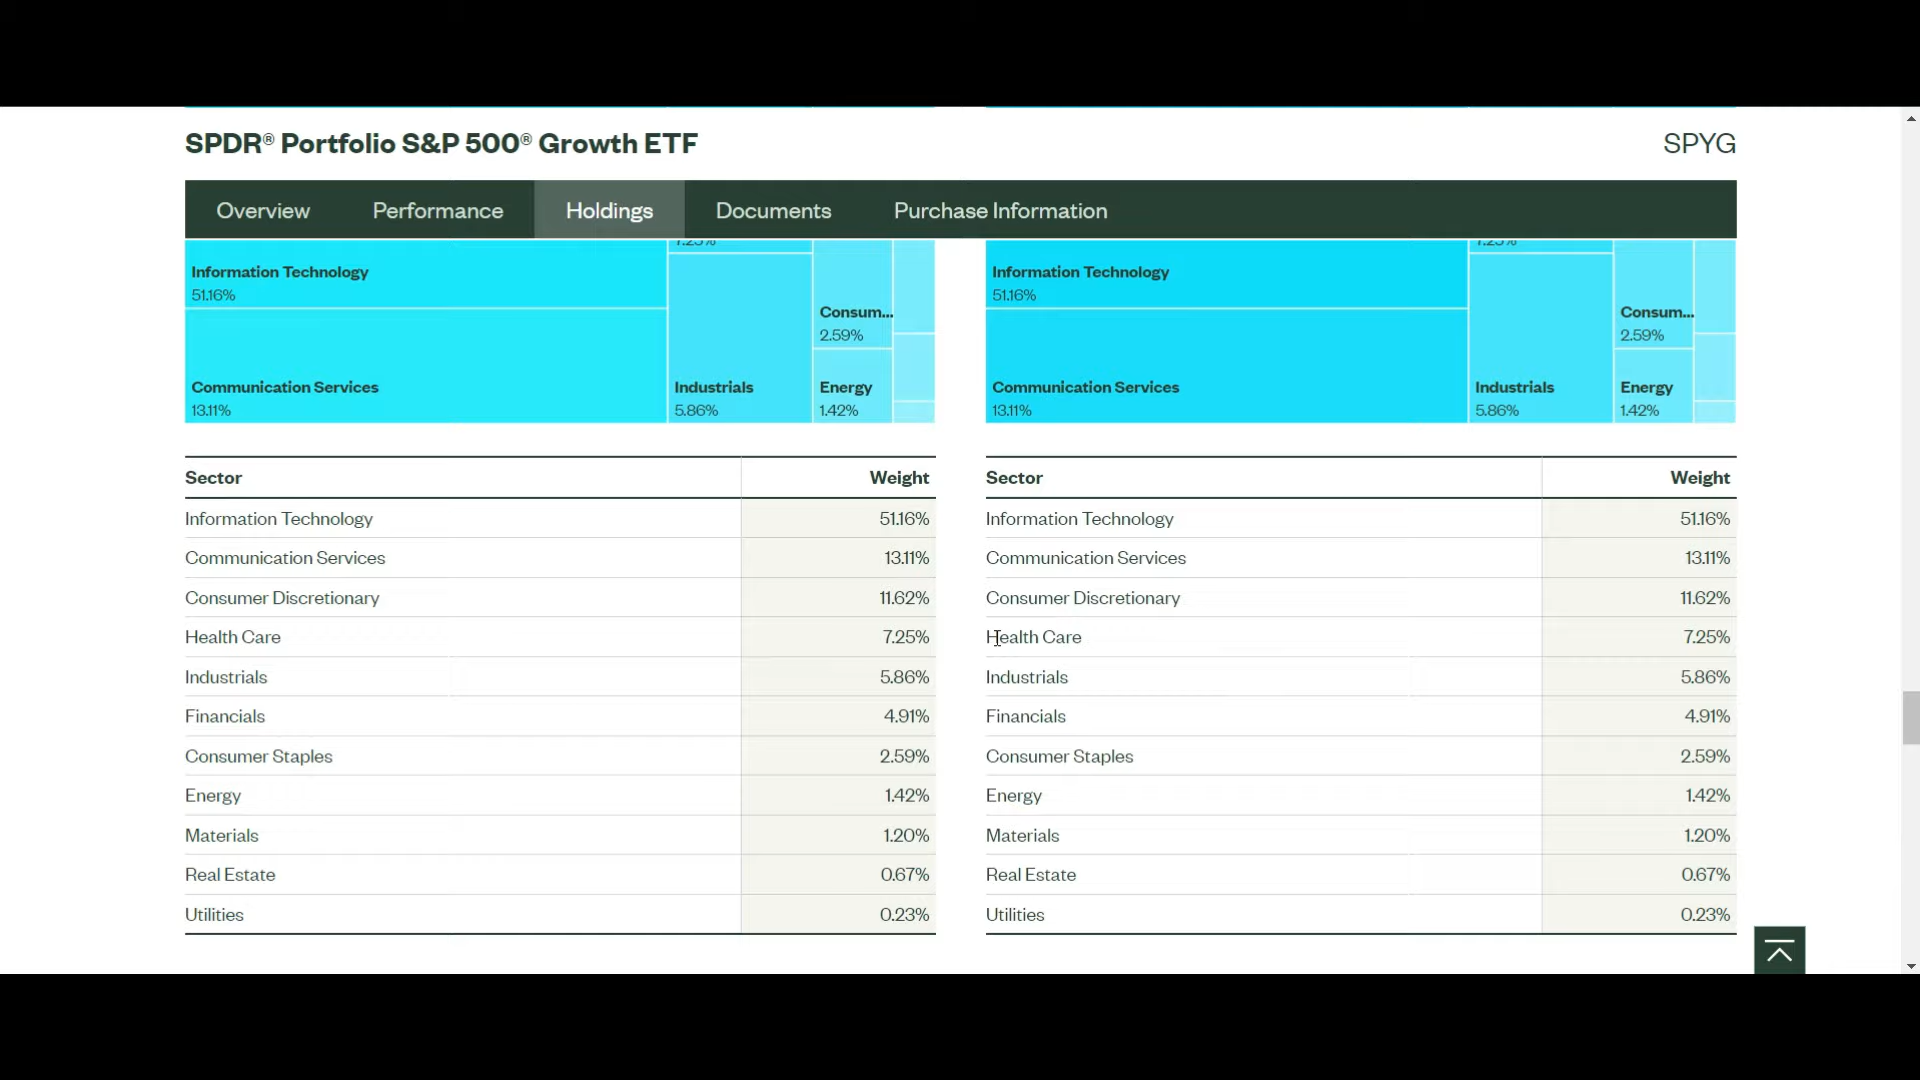 SPDR® Portfolio S&P 500® Growth ETF
SPYG
Overview Performance Holdings Documents Purchase Information
7.25%
Information Technology
51.16%
Communication Services
13.11%
Industrials
5.86%
Consum...
2.59%
Energy
1.42%
7.25%
Information Technology
51.16%
Communication Services
13.11%
Industrials
5.86%
Consum...
2.59%
Energy
1.42%
Sector Weight
Information Technology 51.16%
Communication Services 13.11%
Consumer Discretionary 11.62%
Health Care 7.25%
Industrials 5.86%
Financials 4.91%
Consumer Staples 2.59%
Energy 1.42%
Materials 1.20%
Real Estate 0.67%
Utilities 0.23%
Sector Weight
Information Technology 51.16%
Communication Services 13.11%
Consumer Discretionary 11.62%
Health Care 7.25%
Industrials 5.86%
Financials 4.91%
Consumer Staples 2.59%
Energy 1.42%
Materials 1.20%
Real Estate 0.67%
Utilities 0.23%